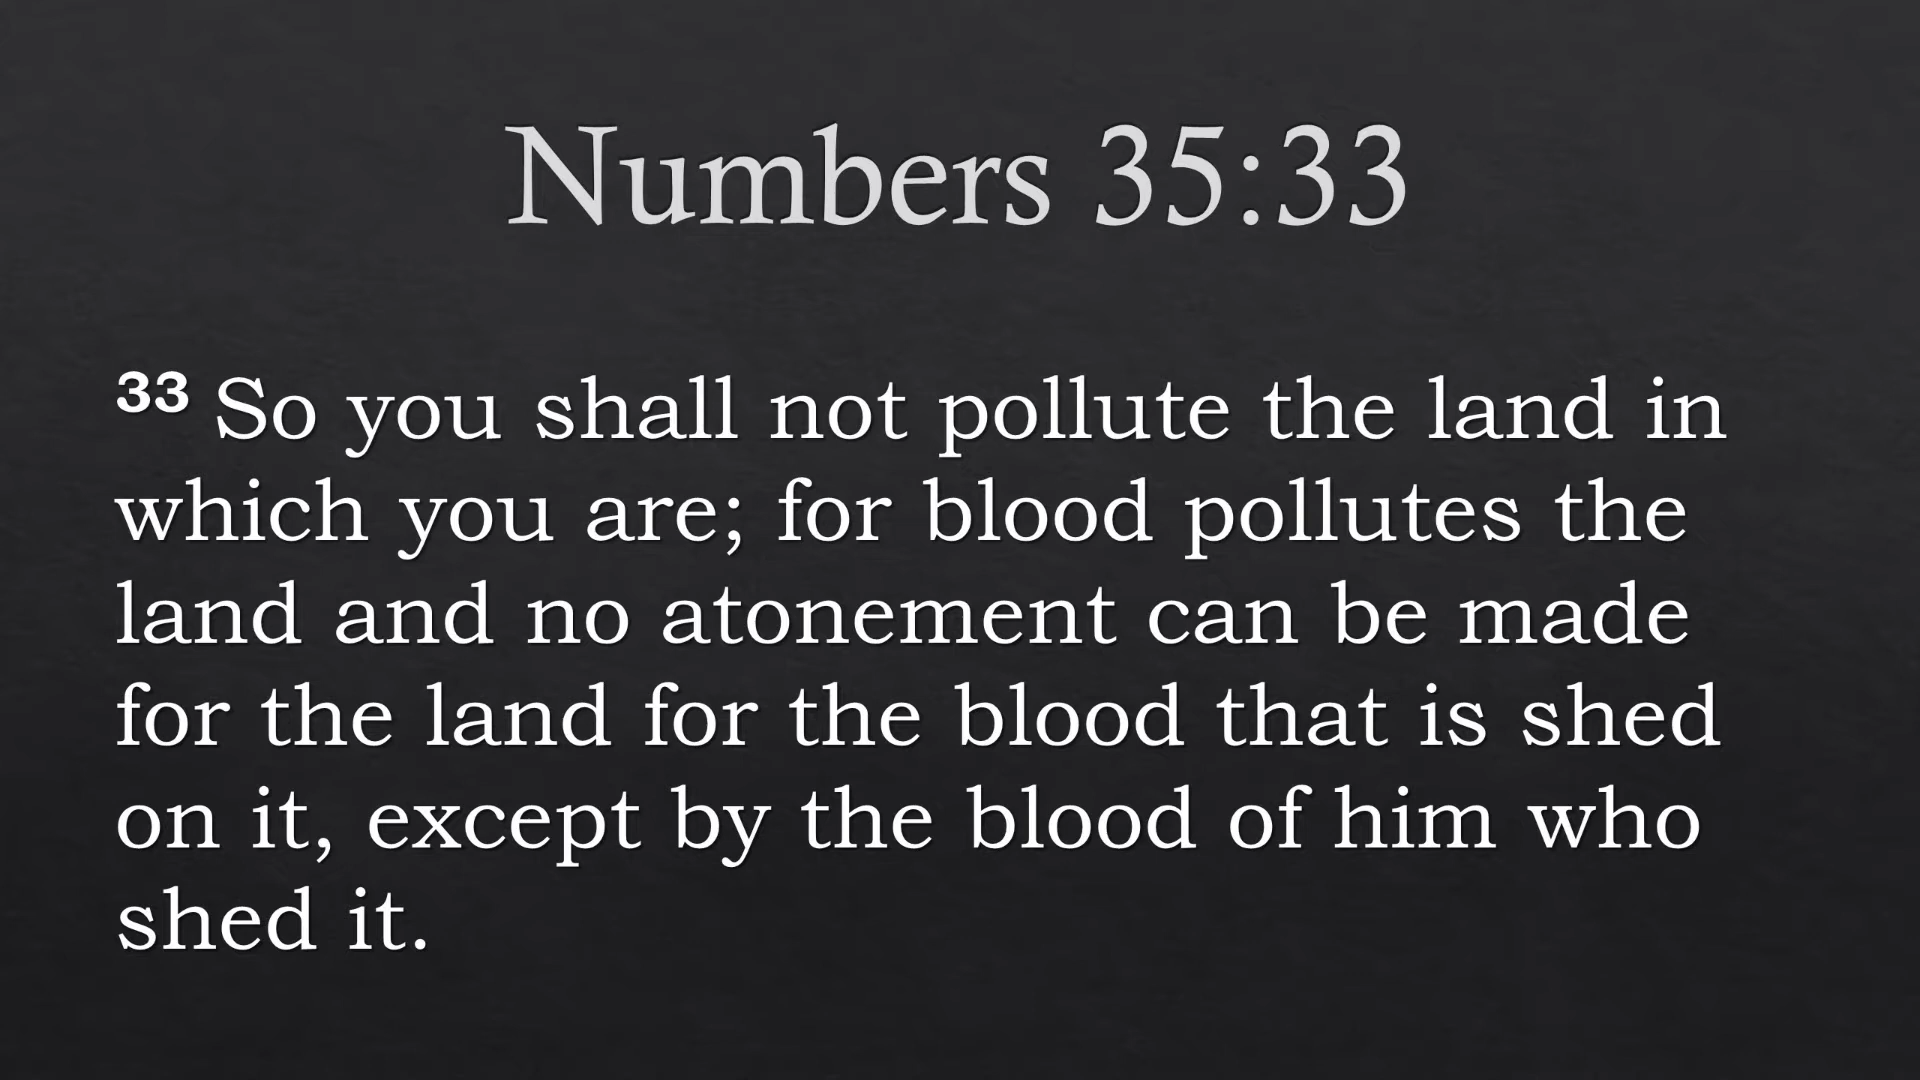 Numbers 35:33
33 So you shall not pollute the land in
which you are; for blood pollutes the
land and no atonement can be made
for the land for the blood that is shed
on it, except by the blood of him who
shed it.